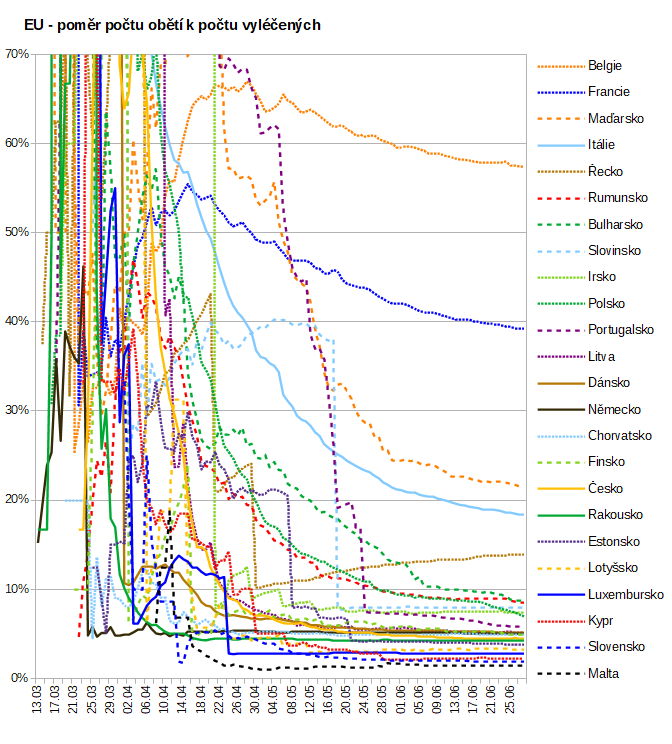 EU - poměr počtu obětí k počtu vyléčených
70%
60%
50%
40%
30%
20%
10%
0%
13.03
17.03
21.03
25.03
29.03
02.04
06.04
10.04
14.04
18.04
22.04
26.04
30.04
04.05
08.05
12.05
16.05
20.05
24.05
28.05
01.06
05.06
09.06
13.06
17.06
21.06
25.06
Belgie
Francie
Maďarsko
Itálie
Řecko
Rumunsko
Bulharsko
Slovinsko
Irsko
Polsko
Portugalsko
Litva
Dánsko
Německo
Chorvatsko
Finsko
Česko
Rakousko
Estonsko
Lotyšsko
Luxembursko
Kypr
Slovensko
Malta